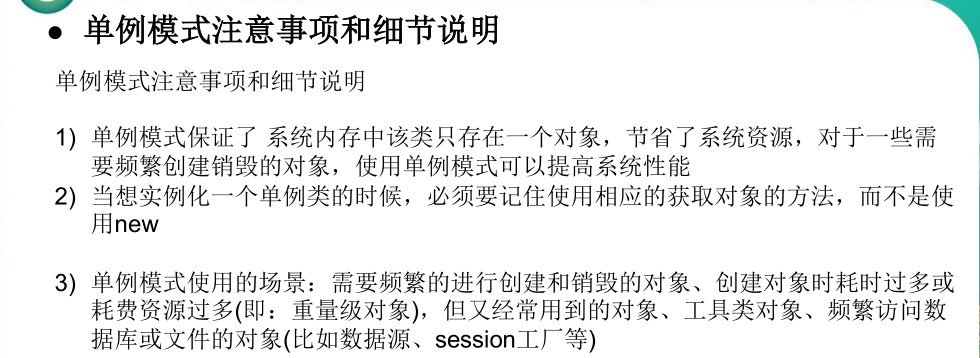 ● 单例模式注意事项和细节说明
单例模式注意事项和细节说明
1) 单例模式保证了 系统内存中该类只存在一个对象，节省了系统资源，对于一些需
要频繁创建销毁的对象，使用单例模式可以提高系统性能
2) 当想实例化一个单例类的时候，必须要记住使用相应的获取对象的方法，而不是使
用new
3) 单例模式使用的场景：需要频繁的进行创建和销毁的对象、创建对象时耗时过多或
耗费资源过多(即：重量级对象)，但又经常用到的对象、工具类对象、频繁访问数
据库或文件的对象(比如数据源、session工厂等)